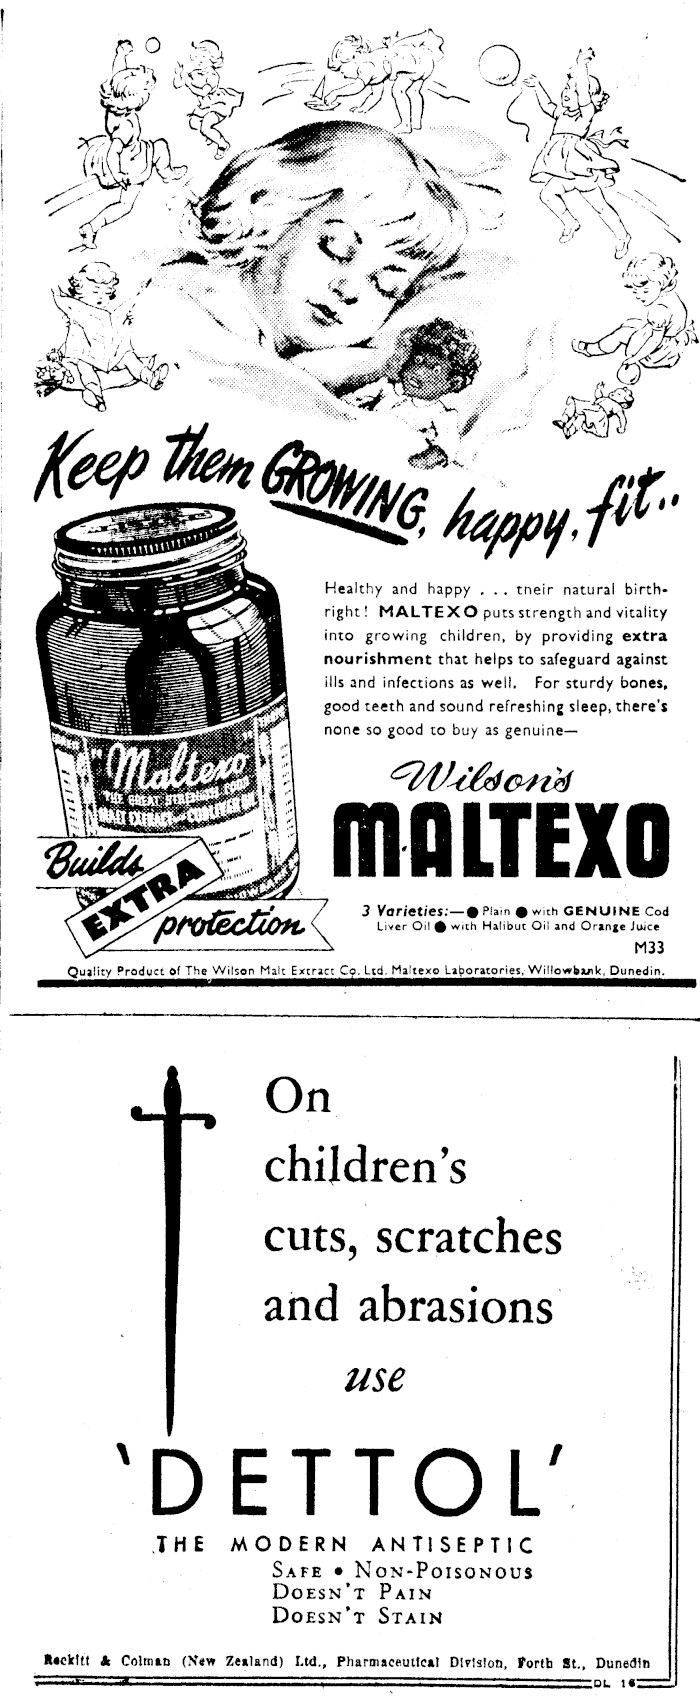 Keep them GROWING, happy, fit..
Healthy and happy . . . tneir natural birth-
right! MALTEXO puts strength and vitality
into growing children, by providing extra
nourishment that helps to safeguard against
ills and infections as well. For sturdy bones,
good teeth and sound refreshing sleep, there's
none so good to buy as genuine—
"Maltexo"
MALT EXTRACT
Wilson's
MALTEXO
Builds
EXTRA
protection
3 Varieties:— ● Plain ● with GENUINE Cod
Liver Oil ● with Halibut Oil and Orange Juice
M33
Quality Product of The Wilson Malt Extract Co. Ltd. Maltexo Laboratories, Willowbank, Dunedin.
On
children's
cuts, scratches
and abrasions
use
'DETTOL'
THE MODERN ANTISEPTIC
SAFE ● NON-POISONOUS
DOESN'T PAIN
DOESN'T STAIN
Reckitt & Colman (New Zealand) Ltd., Pharmaceutical Division, Forth St., Dunedin
DL 16